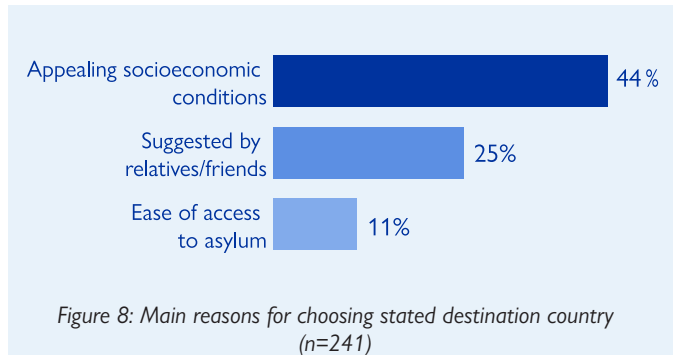 Appealing socioeconomic
conditions
44 %
Suggested by
relatives/friends
25%
Ease of access
to asylum
11%
Figure 8: Main reasons for choosing stated destination country
(n=241)